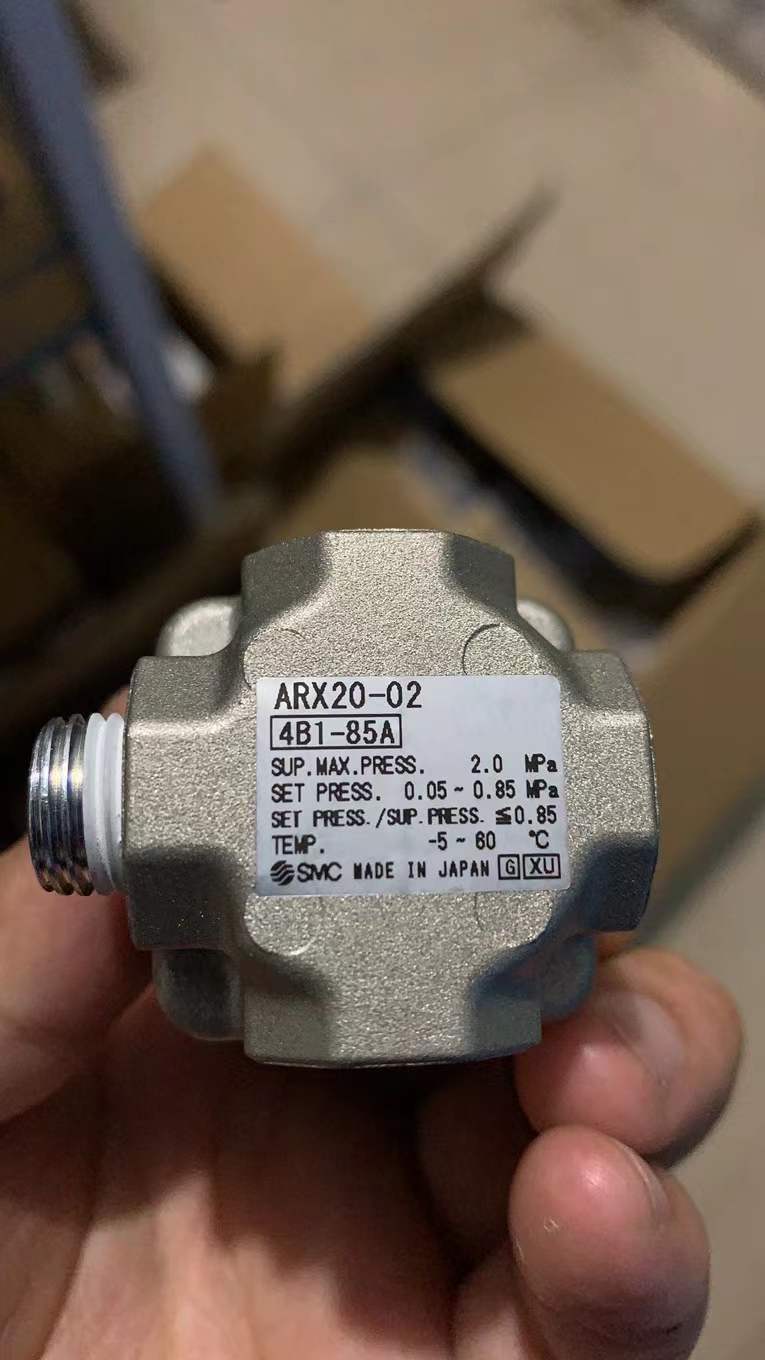 ARX20-02
4B1-85A
SUP.MAX.PRESS. 2.0 MPa
SET PRESS. 0.05~0.85 MPa
SET PRESS./SUP.PRESS. ≦0.85
TEMP. -5~60 ℃
SMC MADE IN JAPAN G XU